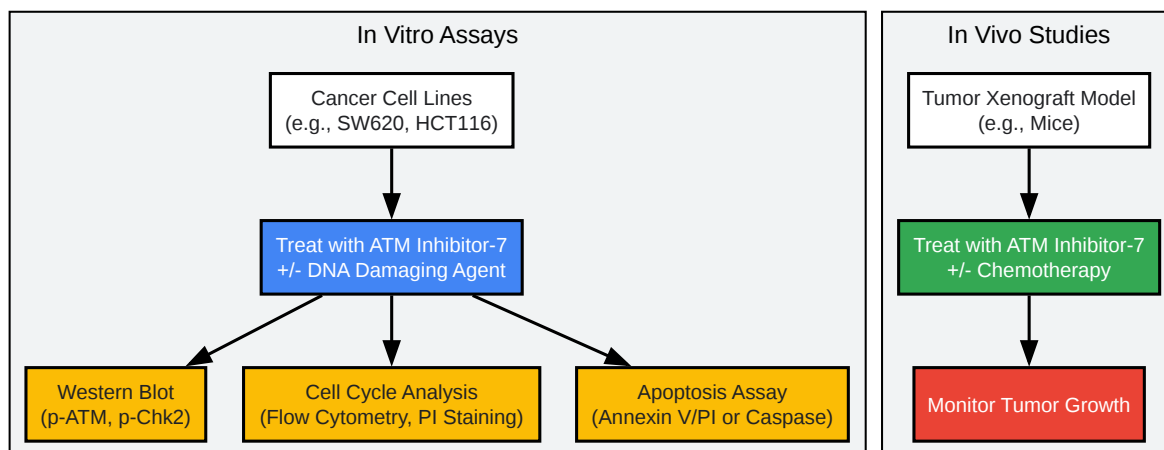 In Vitro Assays
Cancer Cell Lines
(e.g., SW620, HCT116)
Treat with ATM Inhibitor-7
+/- DNA Damaging Agent
Western Blot
(p-ATM, p-Chk2)
Cell Cycle Analysis
(Flow Cytometry, PI Staining)
Apoptosis Assay
(Annexin V/PI or Caspase)
In Vivo Studies
Tumor Xenograft Model
(e.g., Mice)
Treat with ATM Inhibitor-7
+/- Chemotherapy
Monitor Tumor Growth